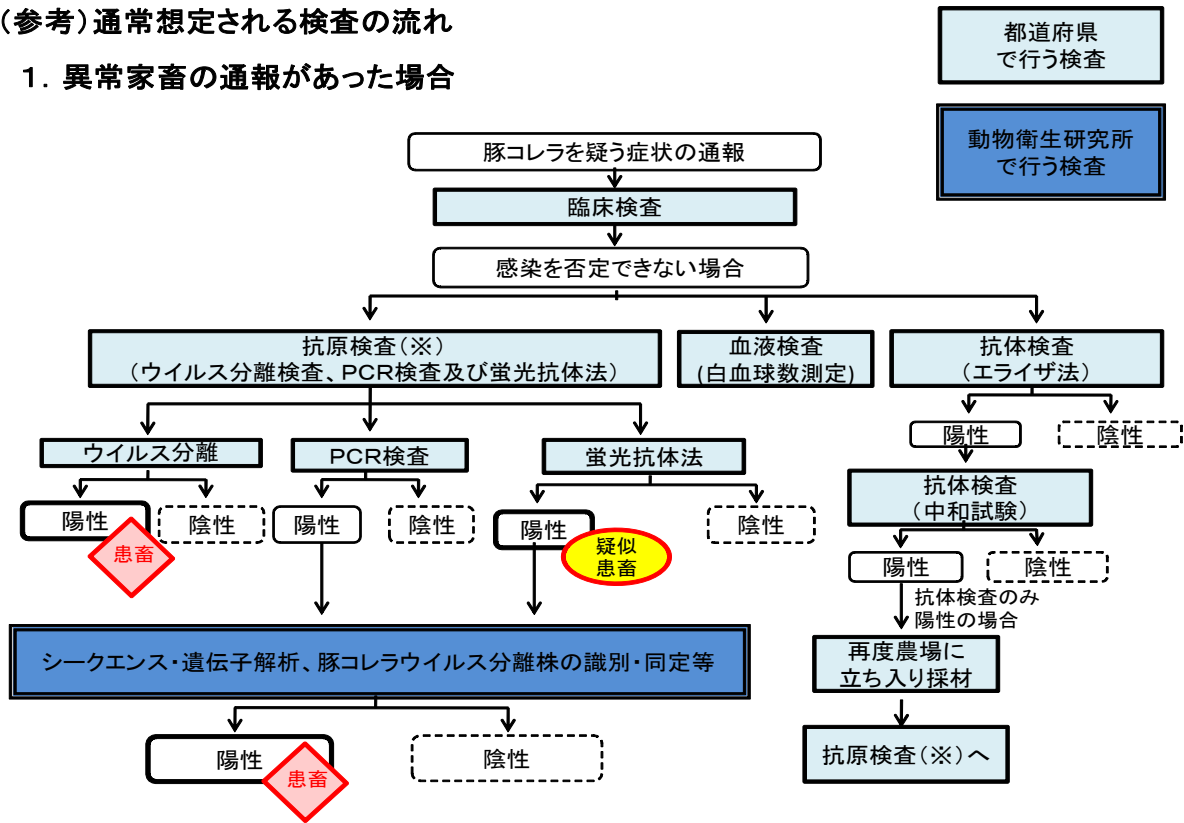 (参考)通常想定される検査の流れ
1．異常家畜の通報があった場合
都道府県
で行う検査
動物衛生研究所
で行う検査
豚コレラを疑う症状の通報
臨床検査
感染を否定できない場合
抗原検査(※)
(ウイルス分離検査、PCR検査及び蛍光抗体法)
血液検査
(白血球数測定)
抗体検査
(エライザ法)
陽性
陰性
ウイルス分離
PCR検査
蛍光抗体法
抗体検査
(中和試験)
陽性
患畜
陰性
陽性
陰性
陽性
疑似
患畜
陰性
陽性
陰性
抗体検査のみ
陽性の場合
シークエンス・遺伝子解析、豚コレラウイルス分離株の識別・同定等
再度農場に
立ち入り採材
陽性
患畜
陰性
抗原検査(※)へ